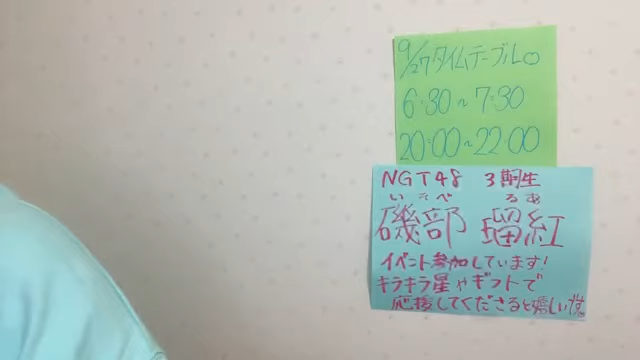 9/27タイムテーブル○
6:30〜7:30
20:00〜22:00
NGT48 3期生
いそべ るあ
磯部 瑠紅
イベント参加しています!
キラキラ星やギフトで
応援してくださると嬉しいです。